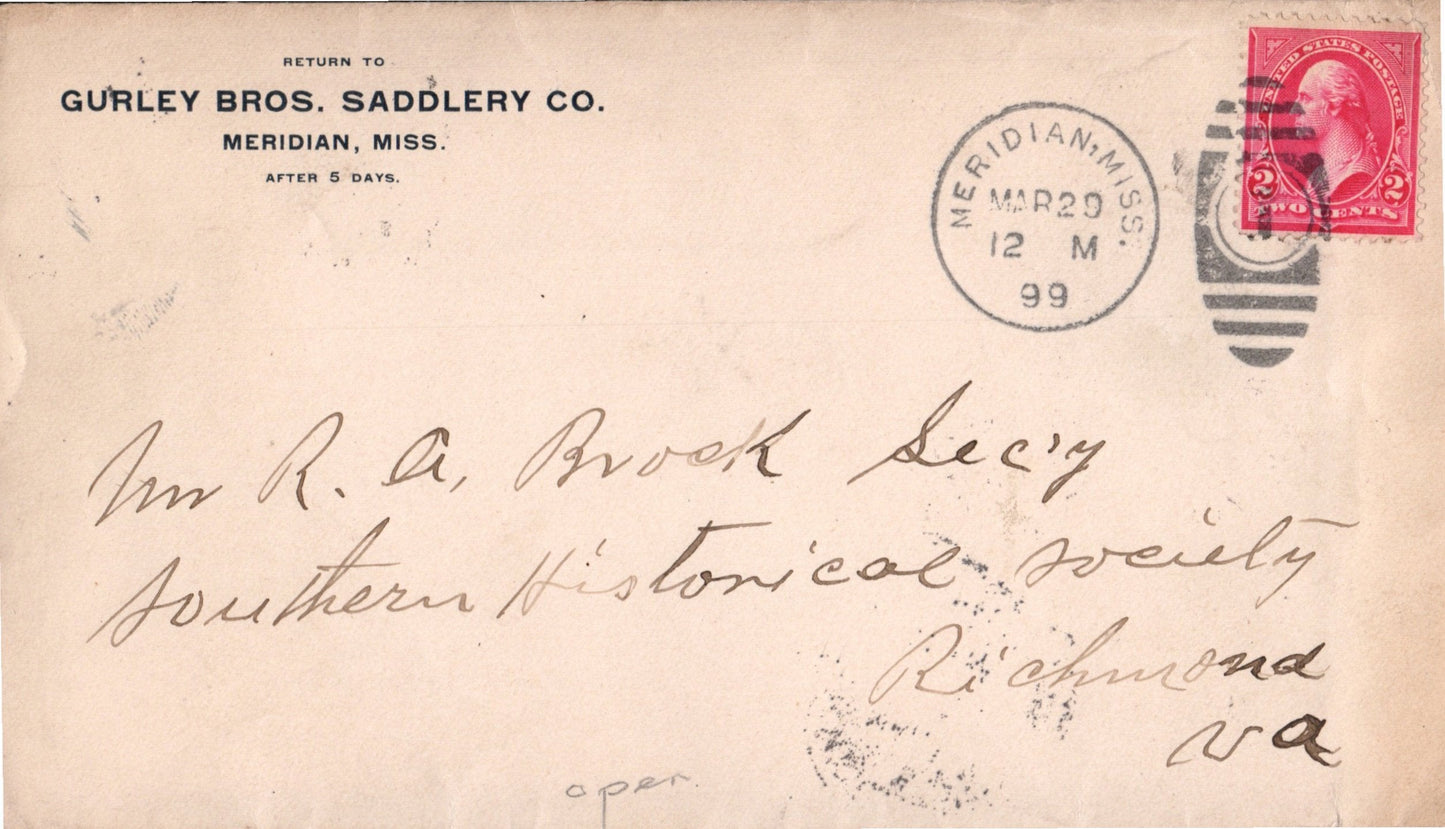 RETURN TO
GURLEY BROS. SADDLERY CO.
MERIDIAN, MISS.
AFTER 5 DAYS.
MERIDIAN, MISS.
MAR 29
12 M
99
UNITED STATES POSTAGE
2 2
TWO CENTS
Mr R. A, Brock Sec'y
Southern Historical Society
Richmond
Va
open